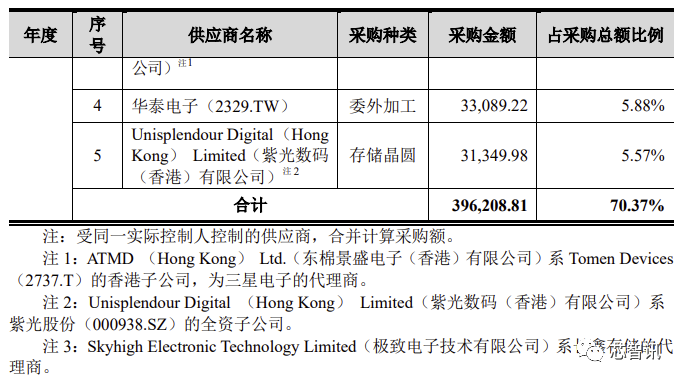 年度 序号 供应商名称 采购种类 采购金额 占采购总额比例
公司）注1
4 华泰电子（2329.TW） 委外加工 33,089.22 5.88%
5 Unisplendour Digital（Hong Kong） Limited（紫光数码（香港）有限公司）注2 存储晶圆 31,349.98 5.57%
合计 396,208.81 70.37%
注：受同一实际控制人控制的供应商，合并计算采购额。
注 1：ATMD （Hong Kong） Ltd.（东棉景盛电子（香港）有限公司）系 Tomen Devices
（2737.T）的香港子公司，为三星电子的代理商。
注 2：Unisplendour Digital （Hong Kong） Limited（紫光数码（香港）有限公司）系
紫光股份（000938.SZ）的全资子公司。
注 3：Skyhigh Electronic Technology Limited（极致电子技术有限公司）系长鑫存储的代
理商。
芯智讯